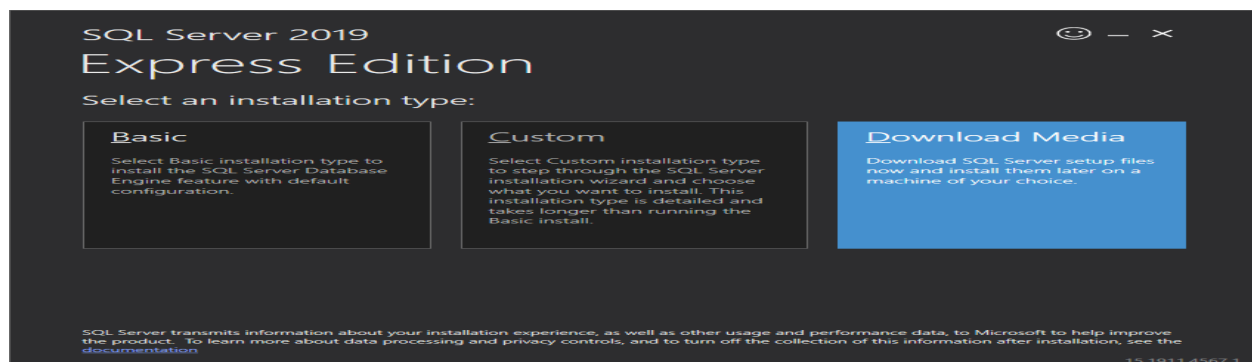 SQL Server 2019
Express Edition
Select an installation type:
Basic
Select Basic installation type to
install the SQL Server Database
Engine feature with default
configuration.
Custom
Select Custom installation type
to step through the SQL Server
installation wizard and choose
what you want to install. This
installation type is detailed and
takes longer than running the
Basic install.
Download Media
Download SQL Server setup files
now and install them later on a
machine of your choice.
SQL Server transmits information about your installation experience, as well as other usage and performance data, to Microsoft to help improve
the product. To learn more about data processing and privacy controls, and to turn off the collection of this information after installation, see the
documentation
15.1911.4567.1